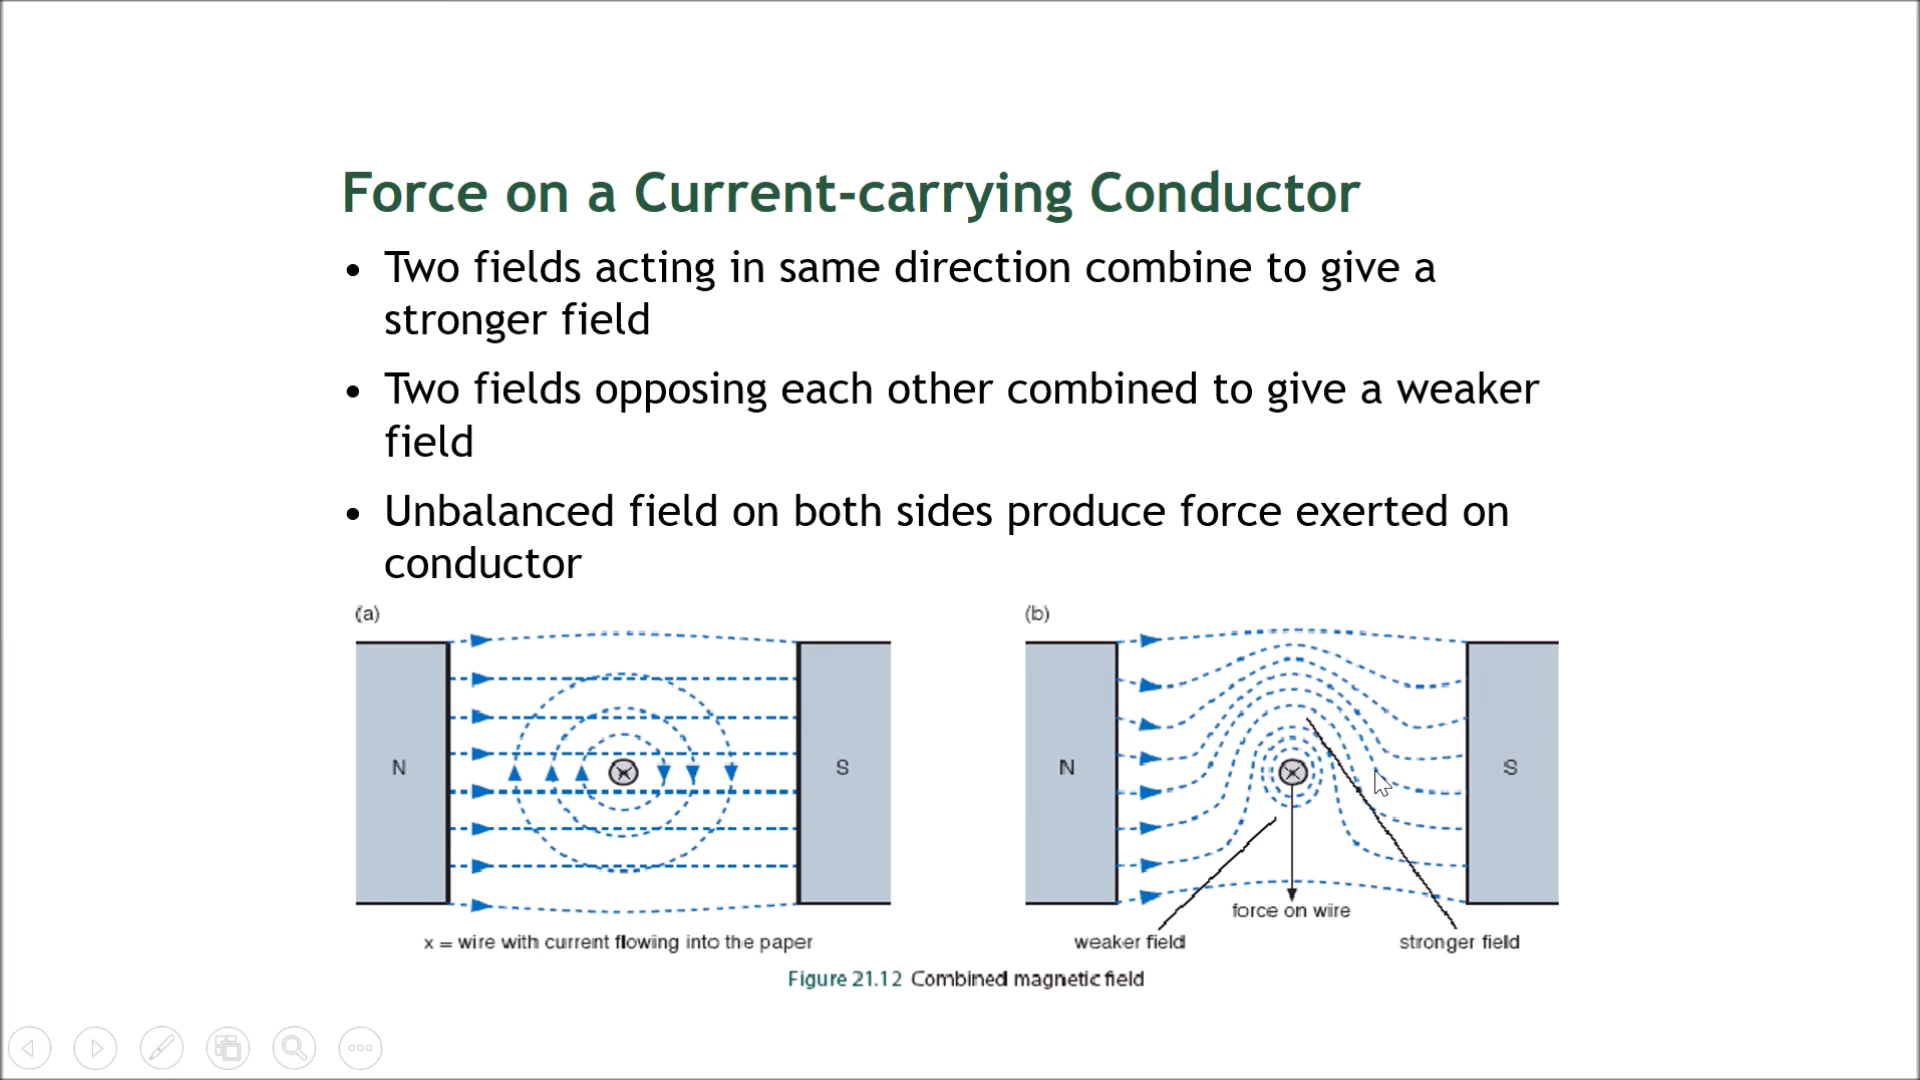 Force on a Current-carrying Conductor
• Two fields acting in same direction combine to give a
stronger field
• Two fields opposing each other combined to give a weaker
field
• Unbalanced field on both sides produce force exerted on
conductor
(a)
N
S
x = wire with current flowing into the paper
(b)
N
S
force on wire
weaker field
stronger field
Figure 21.12 Combined magnetic field